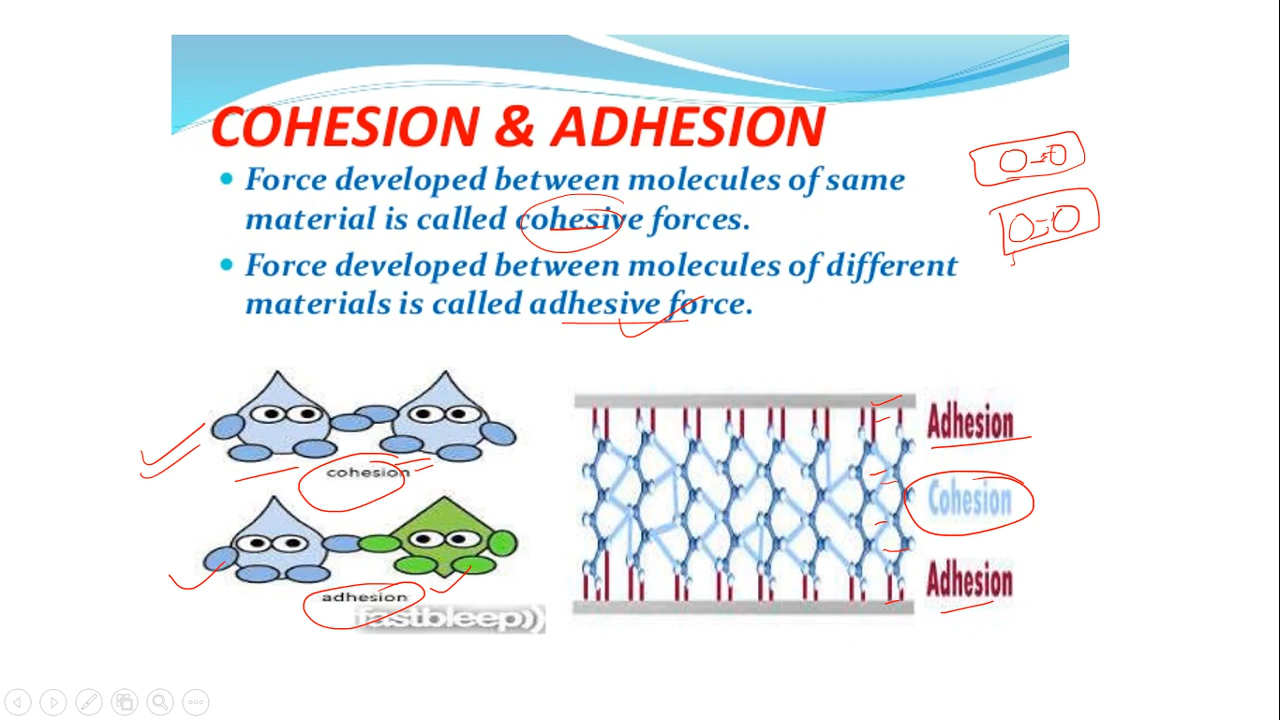 COHESION & ADHESION
• Force developed between molecules of same
material is called cohesive forces.
• Force developed between molecules of different
materials is called adhesive force.
cohesion
adhesion
fastbleep))
Adhesion
Cohesion
Adhesion